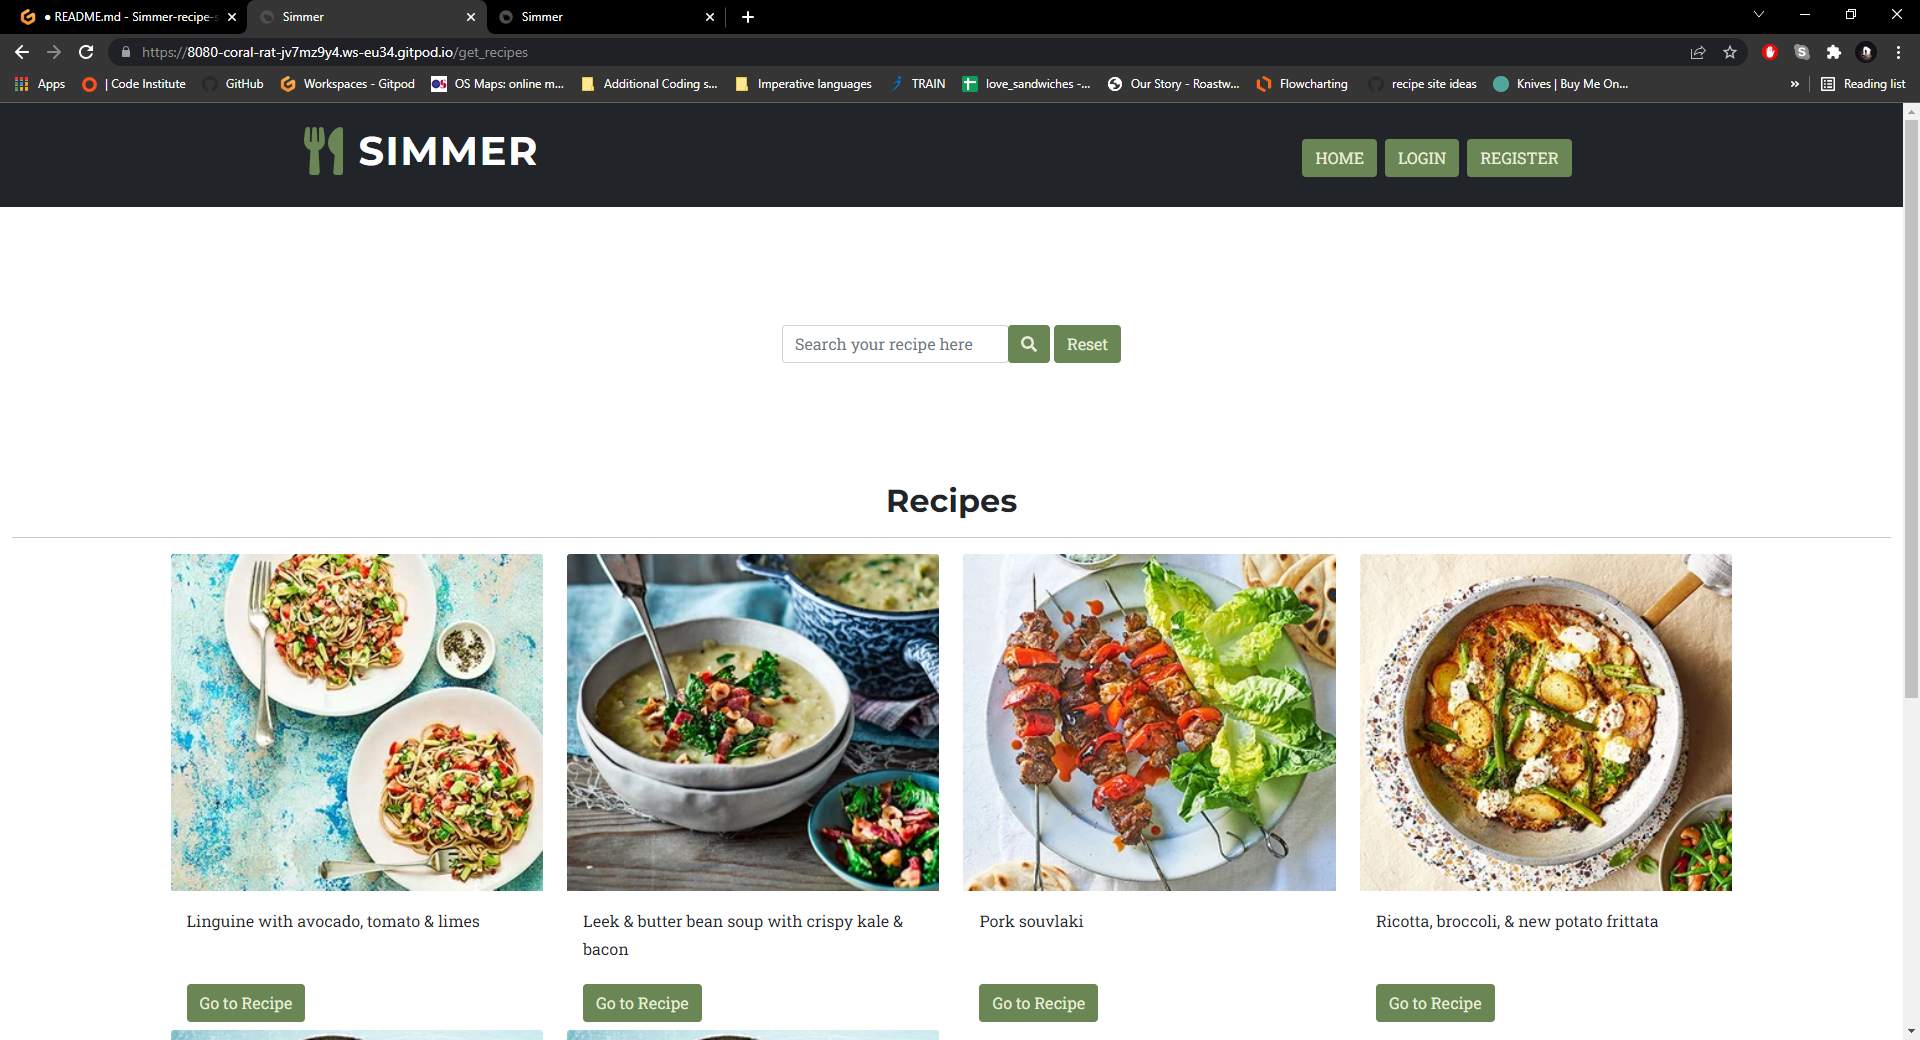 README.md - Simmer-recipe-s
Simmer
Simmer
https://8080-coral-rat-jv7mz9y4.ws-eu34.gitpod.io/get_recipes
Apps
| Code Institute
GitHub
Workspaces - Gitpod
OS Maps: online m...
Additional Coding s...
Imperative languages
TRAIN
love_sandwiches -...
Our Story - Roastw...
Flowcharting
recipe site ideas
Knives | Buy Me On...
»
Reading list
SIMMER
HOME
LOGIN
REGISTER
Search your recipe here
Reset
Recipes
Linguine with avocado, tomato & limes
Leek & butter bean soup with crispy kale &
bacon
Pork souvlaki
Ricotta, broccoli, & new potato frittata
Go to Recipe
Go to Recipe
Go to Recipe
Go to Recipe